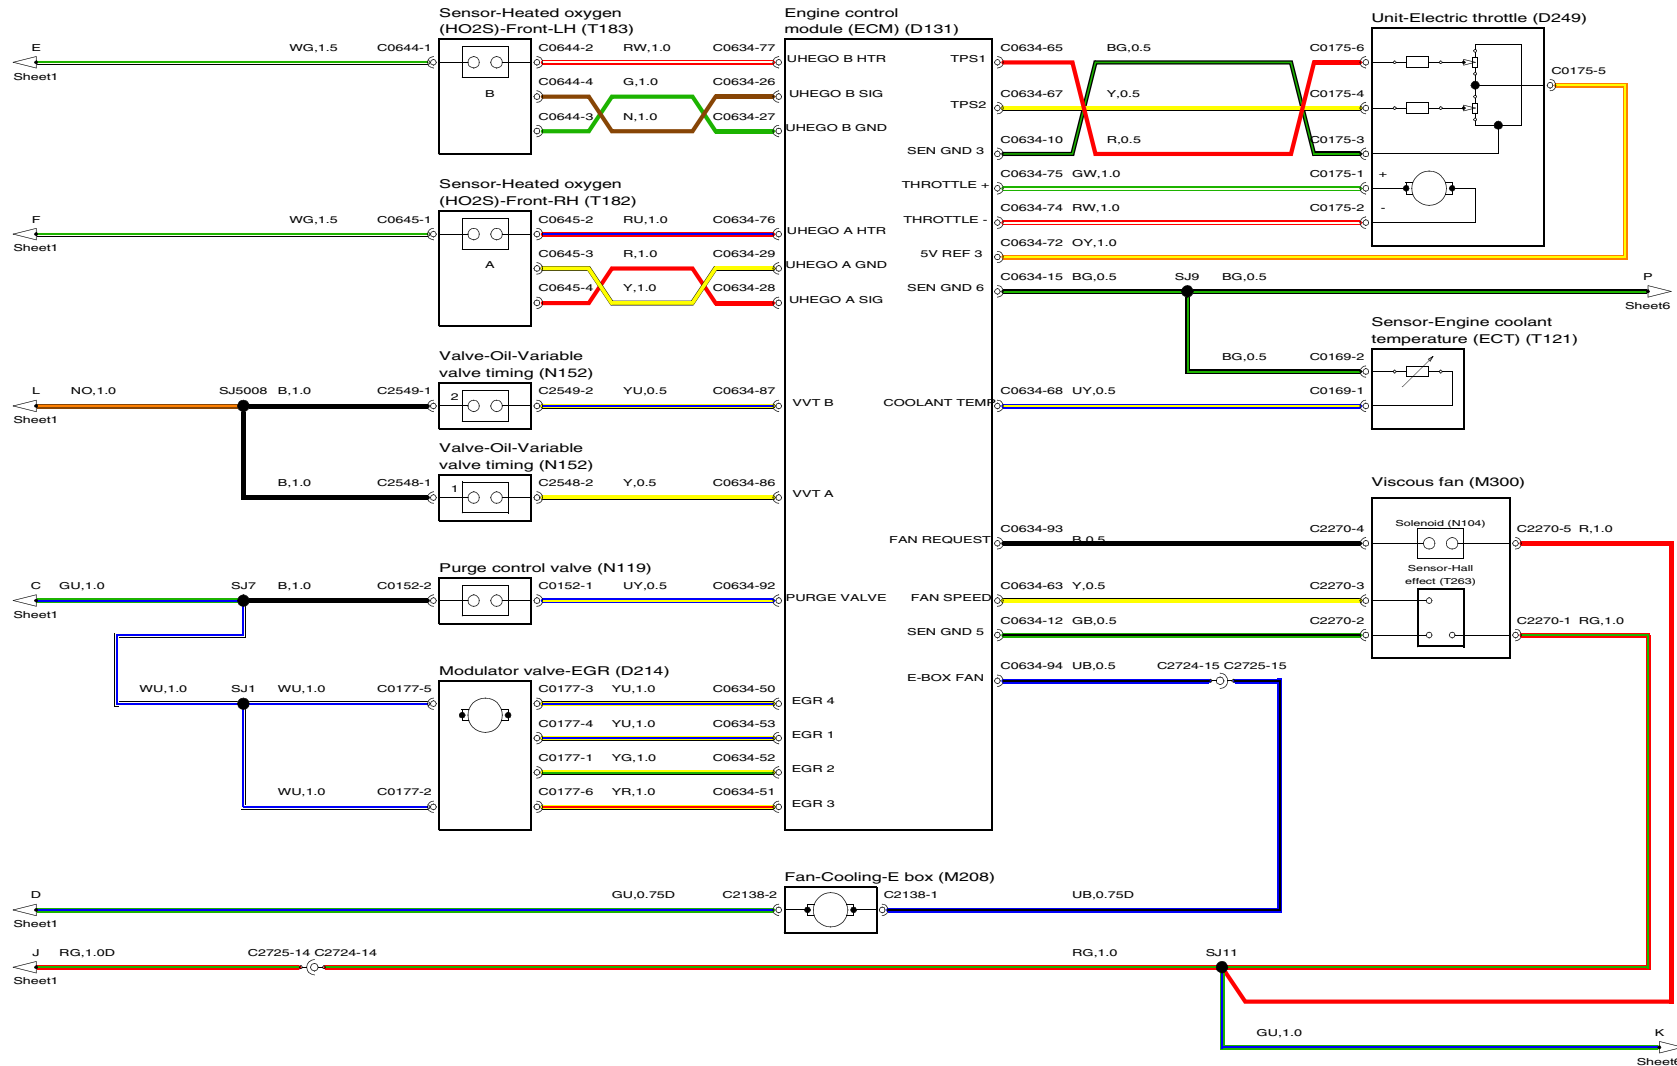 Sensor-Heated oxygen
(HO2S)-Front-LH (T183)
Engine control
module (ECM) (D131)
Unit-Electric throttle (D249)
E
WG,1.5
C0644-1
C0644-2
RW,1.0
C0634-77
UHEGO B HTR
TPS1
C0634-65
BG,0.5
C0175-6
Sheet1
C0175-5
B
C0644-4
G,1.0
C0634-26
UHEGO B SIG
TPS2
C0634-67
Y,0.5
C0175-4
C0644-3
N,1.0
C0634-27
UHEGO B GND
SEN GND 3
C0634-10
R,0.5
C0175-3
THROTTLE +
C0634-75 GW,1.0
C0175-1
+
Sensor-Heated oxygen
(HO2S)-Front-RH (T182)
THROTTLE -
C0634-74 RW,1.0
C0175-2
-
F
WG,1.5
C0645-1
C0645-2
RU,1.0
C0634-76
UHEGO A HTR
Sheet1
A
C0645-3
R,1.0
C0634-29
UHEGO A GND
5V REF 3
C0634-72 OY,1.0
C0645-4
Y,1.0
C0634-28
UHEGO A SIG
SEN GND 6
C0634-15 BG,0.5
SJ9
BG,0.5
P
Sheet6
Sensor-Engine coolant
temperature (ECT) (T121)
BG,0.5
C0169-2
Valve-Oil-Variable
valve timing (N152)
L
NO,1.0
SJ5008 B,1.0
C2549-1
2
C2549-2
YU,0.5
C0634-87
VVT B
COOLANT TEMP
C0634-68 UY,0.5
C0169-1
Sheet1
Valve-Oil-Variable
valve timing (N152)
B,1.0
C2548-1
1
C2548-2
Y,0.5
C0634-86
VVT A
Viscous fan (M300)
FAN REQUEST
C0634-93
B,0.5
C2270-4
Solenoid (N104)
C2270-5 R,1.0
Purge control valve (N119)
Sensor-Hall
effect (T263)
C
GU,1.0
SJ7
B,1.0
C0152-2
C0152-1
UY,0.5
C0634-92
PURGE VALVE
FAN SPEED
C0634-63 Y,0.5
C2270-3
Sheet1
SEN GND 5
C0634-12 GB,0.5
C2270-2
C2270-1 RG,1.0
Modulator valve-EGR (D214)
E-BOX FAN
C0634-94 UB,0.5
C2724-15 C2725-15
WU,1.0
SJ1
WU,1.0
C0177-5
C0177-3
YU,1.0
C0634-50
EGR 4
C0177-4
YU,1.0
C0634-53
EGR 1
C0177-1
YG,1.0
C0634-52
EGR 2
WU,1.0
C0177-2
C0177-6
YR,1.0
C0634-51
EGR 3
Fan-Cooling-E box (M208)
D
GU,0.75D
C2138-2
C2138-1
UB,0.75D
Sheet1
J
RG,1.0D
C2725-14 C2724-14
RG,1.0
SJ11
Sheet1
GU,1.0
K
Sheet6